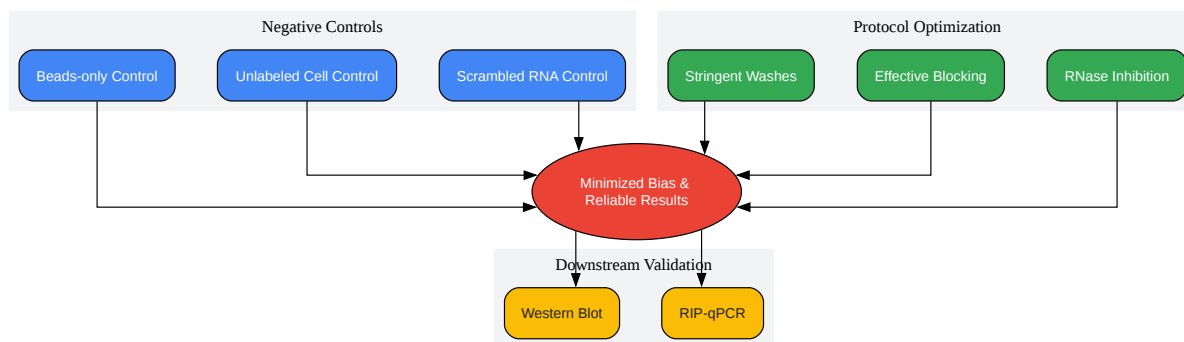 Negative Controls
Protocol Optimization
Beads-only Control
Unlabeled Cell Control
Scrambled RNA Control
Stringent Washes
Effective Blocking
RNase Inhibition
Minimized Bias &
Reliable Results
Downstream Validation
Western Blot
RIP-qPCR